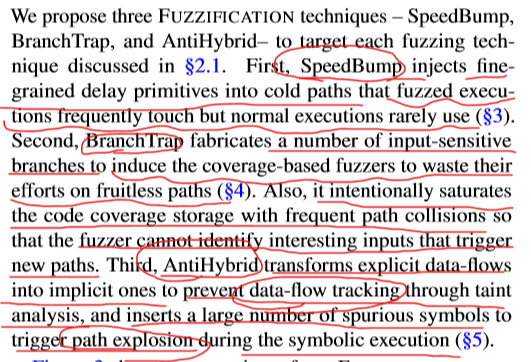 We propose three FUZZIFICATION techniques – SpeedBump,
BranchTrap, and AntiHybrid– to target each fuzzing tech-
nique discussed in §2.1. First, SpeedBump injects fine-
grained delay primitives into cold paths that fuzzed execu-
tions frequently touch but normal executions rarely use (§3).
Second, BranchTrap fabricates a number of input-sensitive
branches to induce the coverage-based fuzzers to waste their
efforts on fruitless paths (§4). Also, it intentionally saturates
the code coverage storage with frequent path collisions so
that the fuzzer cannot identify interesting inputs that trigger
new paths. Third, AntiHybrid transforms explicit data-flows
into implicit ones to prevent data-flow tracking through taint
analysis, and inserts a large number of spurious symbols to
trigger path explosion during the symbolic execution (§5).